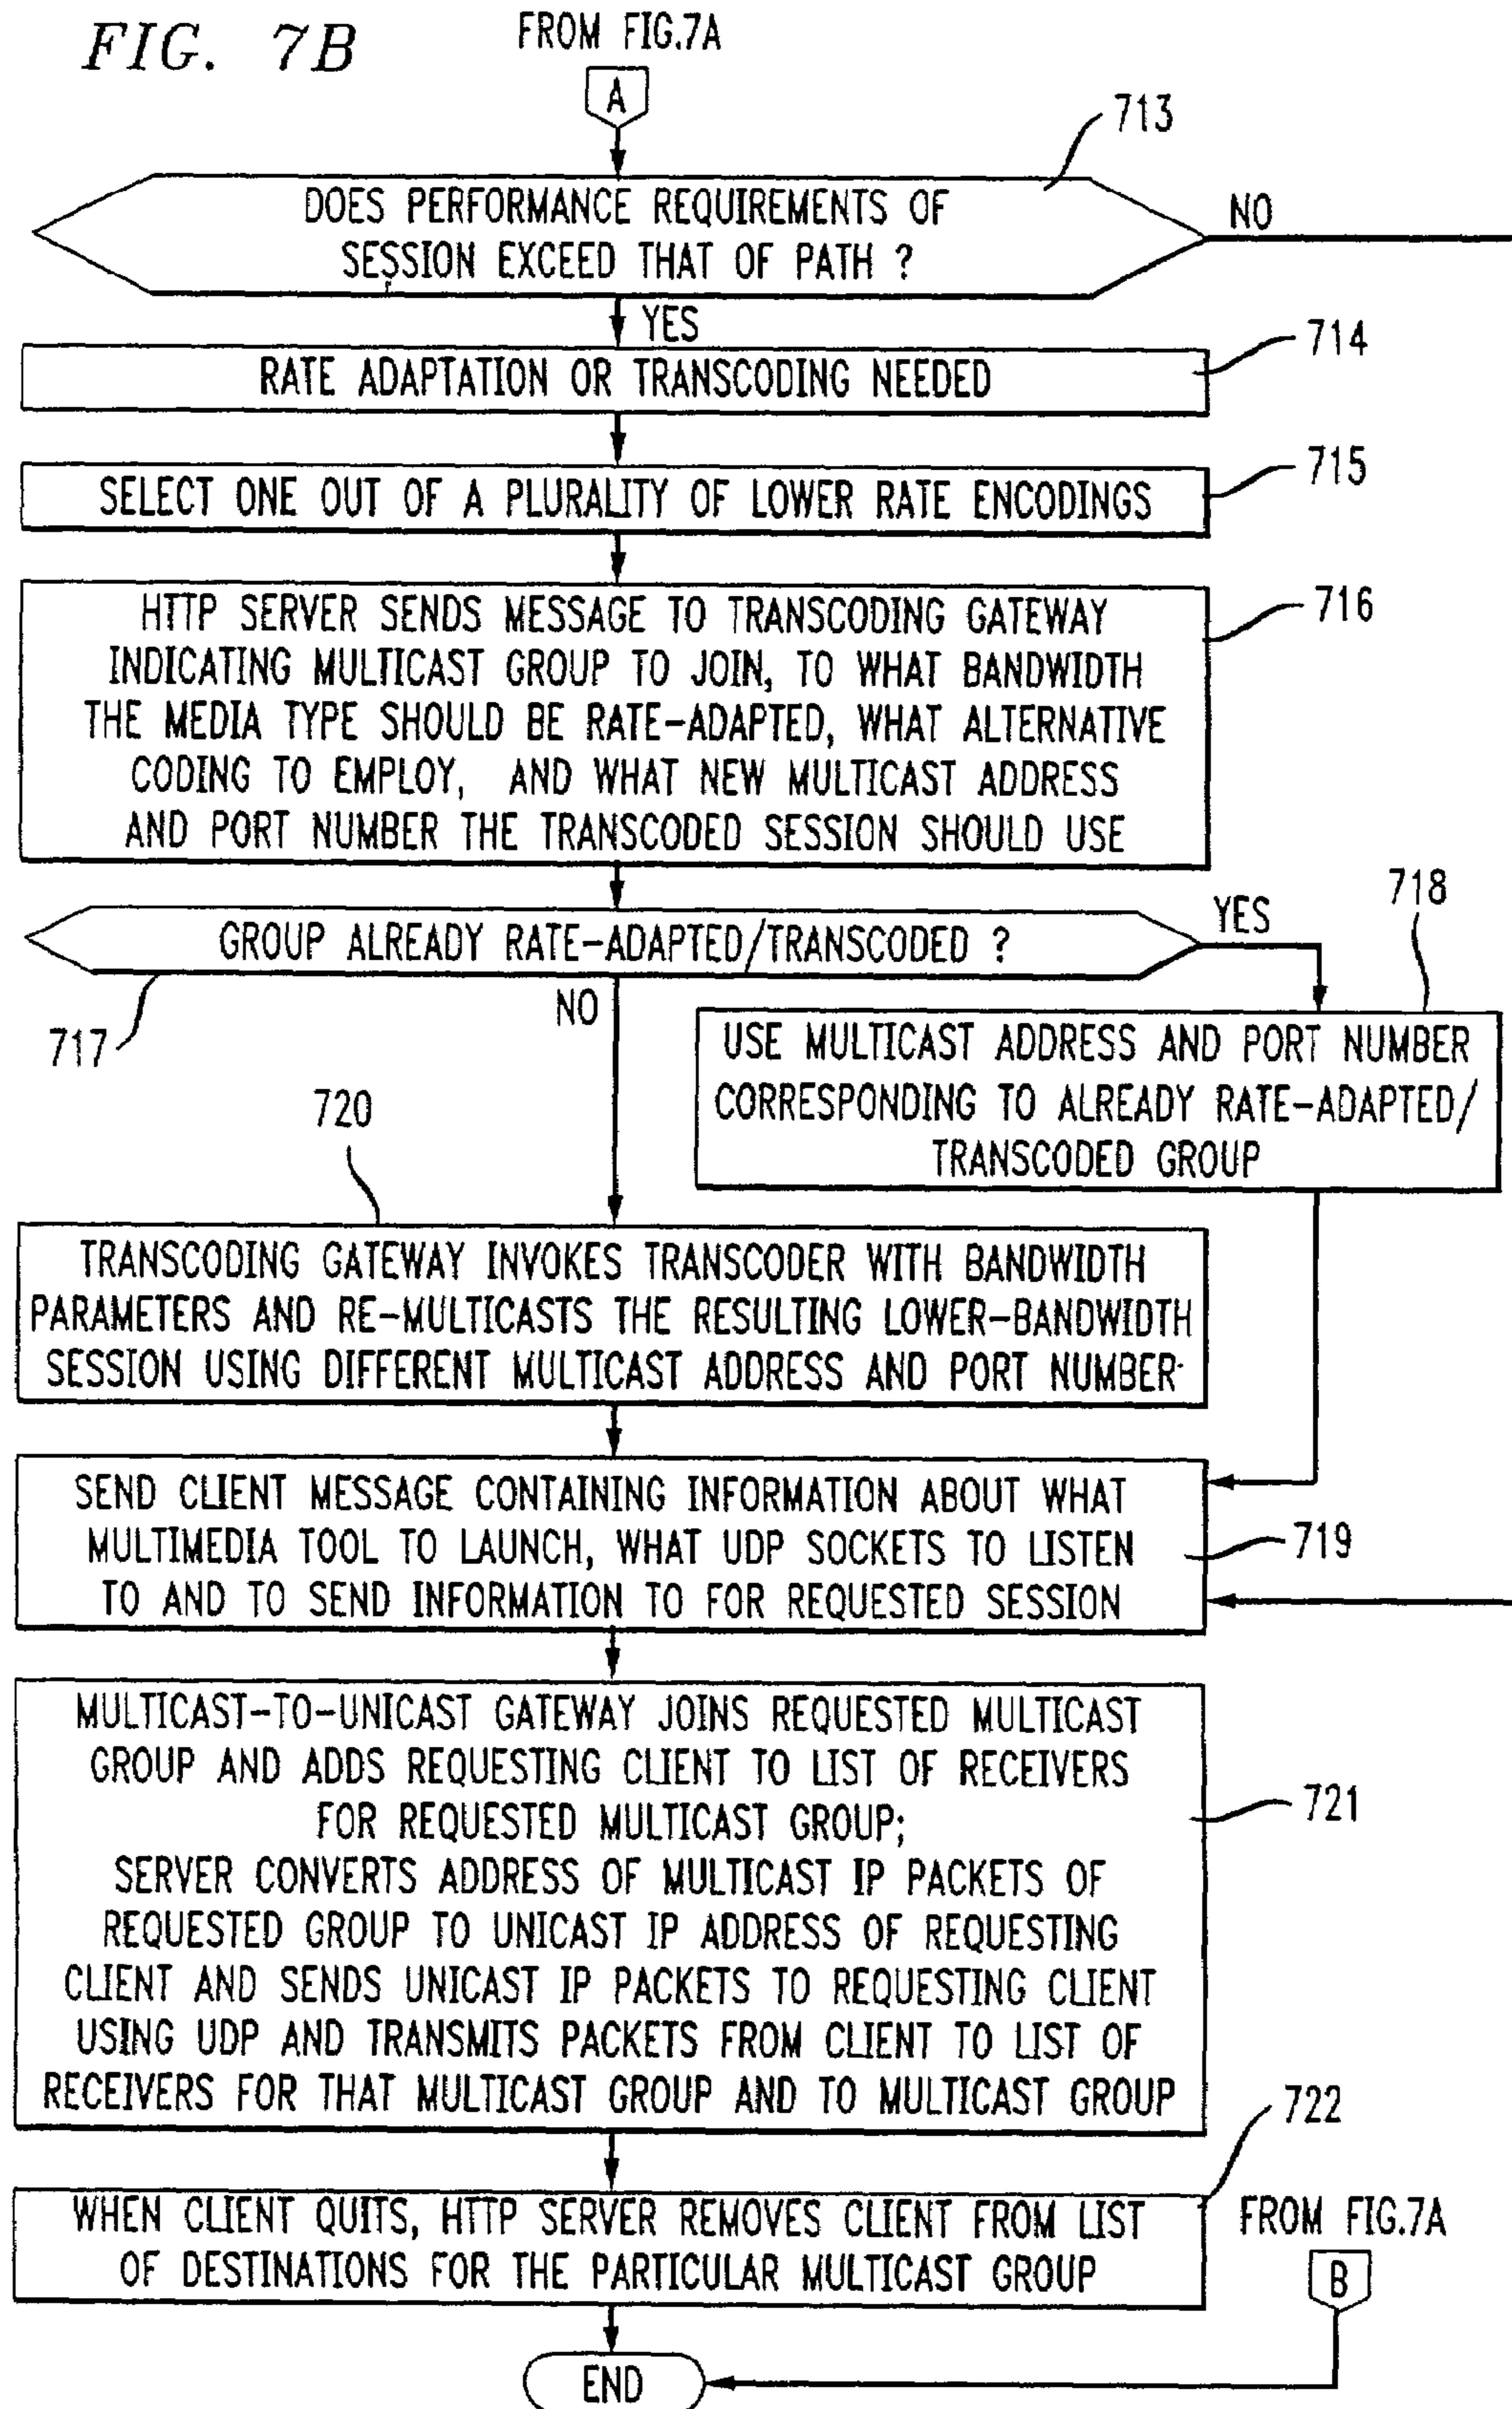 FIG. 7B
FROM FIG.7A
A
713
DOES PERFORMANCE REQUIREMENTS OF
SESSION EXCEED THAT OF PATH ?
NO
YES
714
RATE ADAPTATION OR TRANSCODING NEEDED
715
SELECT ONE OUT OF A PLURALITY OF LOWER RATE ENCODINGS
716
HTTP SERVER SENDS MESSAGE TO TRANSCODING GATEWAY
INDICATING MULTICAST GROUP TO JOIN, TO WHAT BANDWIDTH
THE MEDIA TYPE SHOULD BE RATE-ADAPTED, WHAT ALTERNATIVE
CODING TO EMPLOY, AND WHAT NEW MULTICAST ADDRESS
AND PORT NUMBER THE TRANSCODED SESSION SHOULD USE
GROUP ALREADY RATE-ADAPTED/TRANSCODED ?
YES
718
NO
717
USE MULTICAST ADDRESS AND PORT NUMBER
CORRESPONDING TO ALREADY RATE-ADAPTED/
TRANSCODED GROUP
720
TRANSCODING GATEWAY INVOKES TRANSCODER WITH BANDWIDTH
PARAMETERS AND RE-MULTICASTS THE RESULTING LOWER-BANDWIDTH
SESSION USING DIFFERENT MULTICAST ADDRESS AND PORT NUMBER
SEND CLIENT MESSAGE CONTAINING INFORMATION ABOUT WHAT
MULTIMEDIA TOOL TO LAUNCH, WHAT UDP SOCKETS TO LISTEN
TO AND TO SEND INFORMATION TO FOR REQUESTED SESSION
719
MULTICAST-TO-UNICAST GATEWAY JOINS REQUESTED MULTICAST
GROUP AND ADDS REQUESTING CLIENT TO LIST OF RECEIVERS
FOR REQUESTED MULTICAST GROUP;
SERVER CONVERTS ADDRESS OF MULTICAST IP PACKETS OF
REQUESTED GROUP TO UNICAST IP ADDRESS OF REQUESTING
CLIENT AND SENDS UNICAST IP PACKETS TO REQUESTING CLIENT
USING UDP AND TRANSMITS PACKETS FROM CLIENT TO LIST OF
RECEIVERS FOR THAT MULTICAST GROUP AND TO MULTICAST GROUP
721
722
WHEN CLIENT QUITS, HTTP SERVER REMOVES CLIENT FROM LIST
OF DESTINATIONS FOR THE PARTICULAR MULTICAST GROUP
FROM FIG.7A
B
END